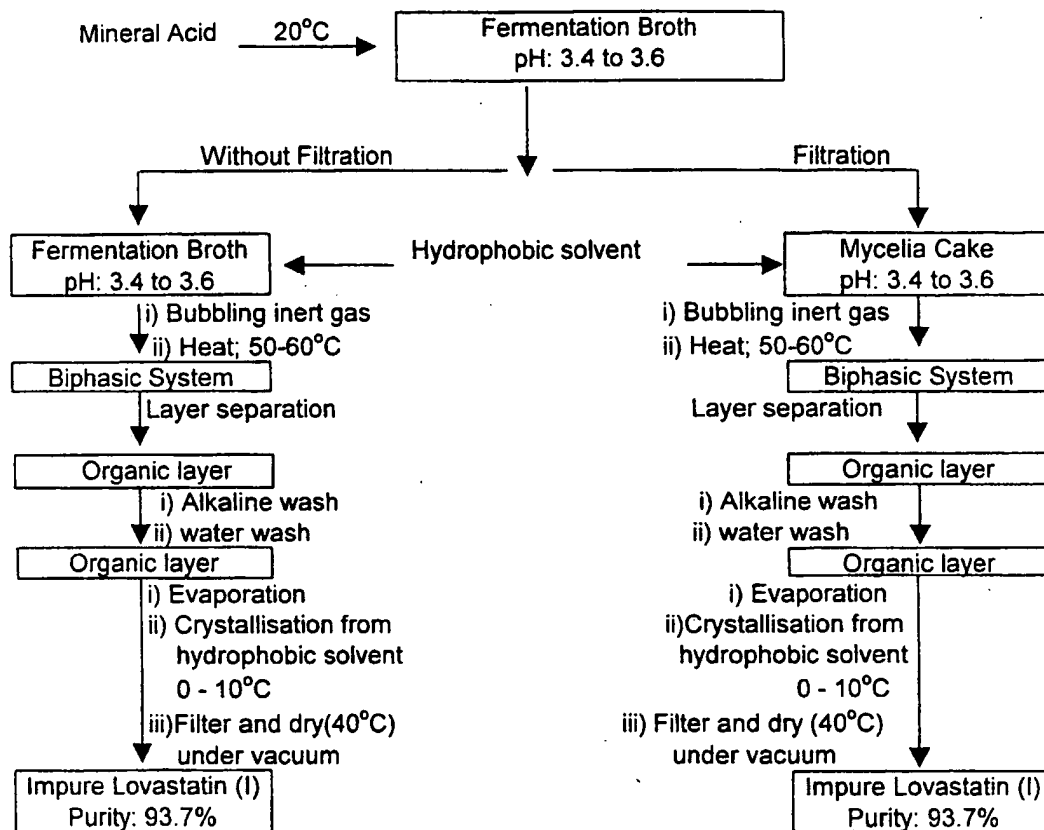 Mineral Acid
20°C
Fermentation Broth
pH: 3.4 to 3.6
Without Filtration
Filtration
Fermentation Broth
pH: 3.4 to 3.6
Hydrophobic solvent
Mycelia Cake
pH: 3.4 to 3.6
i) Bubbling inert gas
ii) Heat; 50-60°C
Biphasic System
Layer separation
Organic layer
i) Alkaline wash
ii) water wash
Organic layer
i) Evaporation
ii) Crystallisation from
hydrophobic solvent
0 - 10°C
iii)Filter and dry(40°C)
under vacuum
Impure Lovastatin (I)
Purity: 93.7%
i) Bubbling inert gas
ii) Heat; 50-60°C
Biphasic System
Layer separation
Organic layer
i) Alkaline wash
ii) water wash
Organic layer
i) Evaporation
ii)Crystallisation from
hydrophobic solvent
0 - 10°C
iii) Filter and dry (40°C)
under vacuum
Impure Lovastatin (I)
Purity: 93.7%